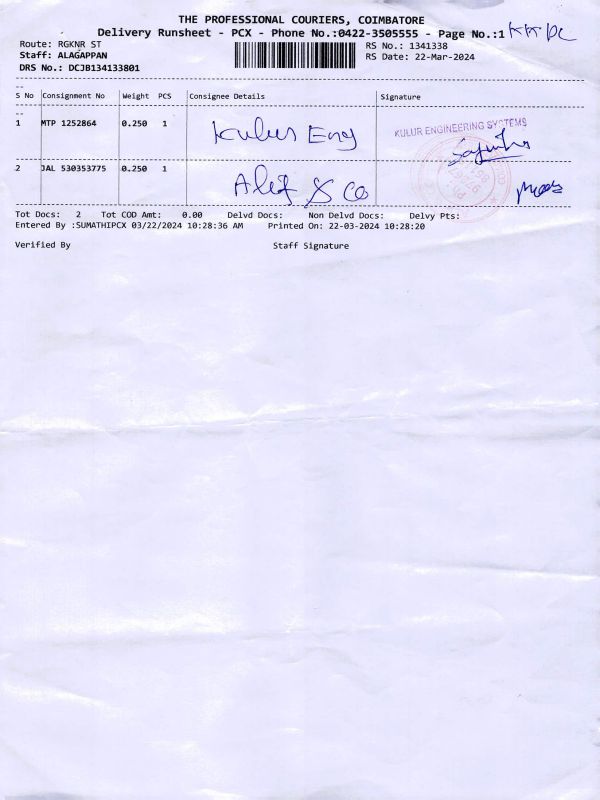 THE PROFESSIONAL COURIERS, COIMBATORE
Delivery Runsheet - PCX - Phone No.:0422-3505555 - Page No.:1 KK DC
Route: RGKNR ST
RS No.: 1341338
Staff: ALAGAPPAN
RS Date: 22-Mar-2024
DRS No.: DCJB134133801
S No Consignment No Weight PCS Consignee Details Signature
1 MTP 1252864 0.250 1 Kulur Eng KULUR ENGINEERING SYSTEMS
2 JAL 530353775 0.250 1 Alif & Co
Tot Docs: 2 Tot COD Amt: 0.00 Delvd Docs: Non Delvd Docs: Delvy Pts:
Entered By :SUMATHIPCX 03/22/2024 10:28:36 AM Printed On: 22-03-2024 10:28:20
Verified By Staff Signature